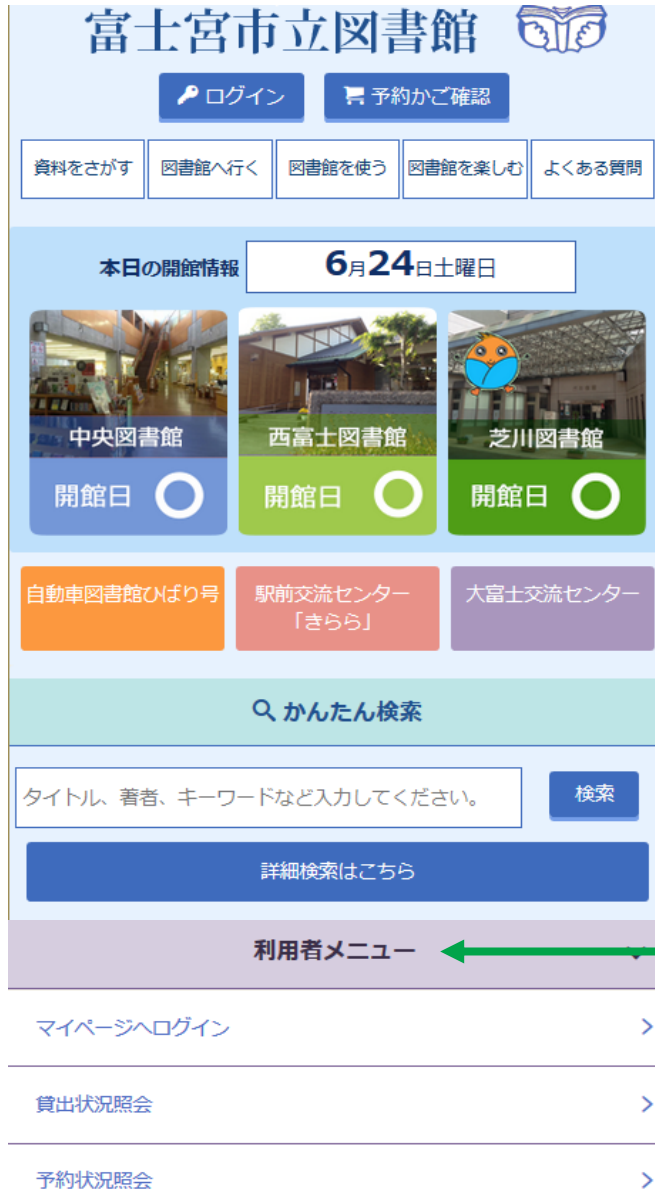 富士宮市立図書館
ログイン
予約かご確認
資料をさがす
図書館へ行く
図書館を使う
図書館を楽しむ
よくある質問
本日の開館情報
6月24日土曜日
中央図書館
開館日
西富士図書館
開館日
芝川図書館
開館日
自動車図書館ひばり号
駅前交流センター
「きらら」
大富士交流センター
かんたん検索
タイトル、著者、キーワードなど入力してください。
検索
詳細検索はこちら
利用者メニュー
マイページへログイン
貸出状況照会
予約状況照会